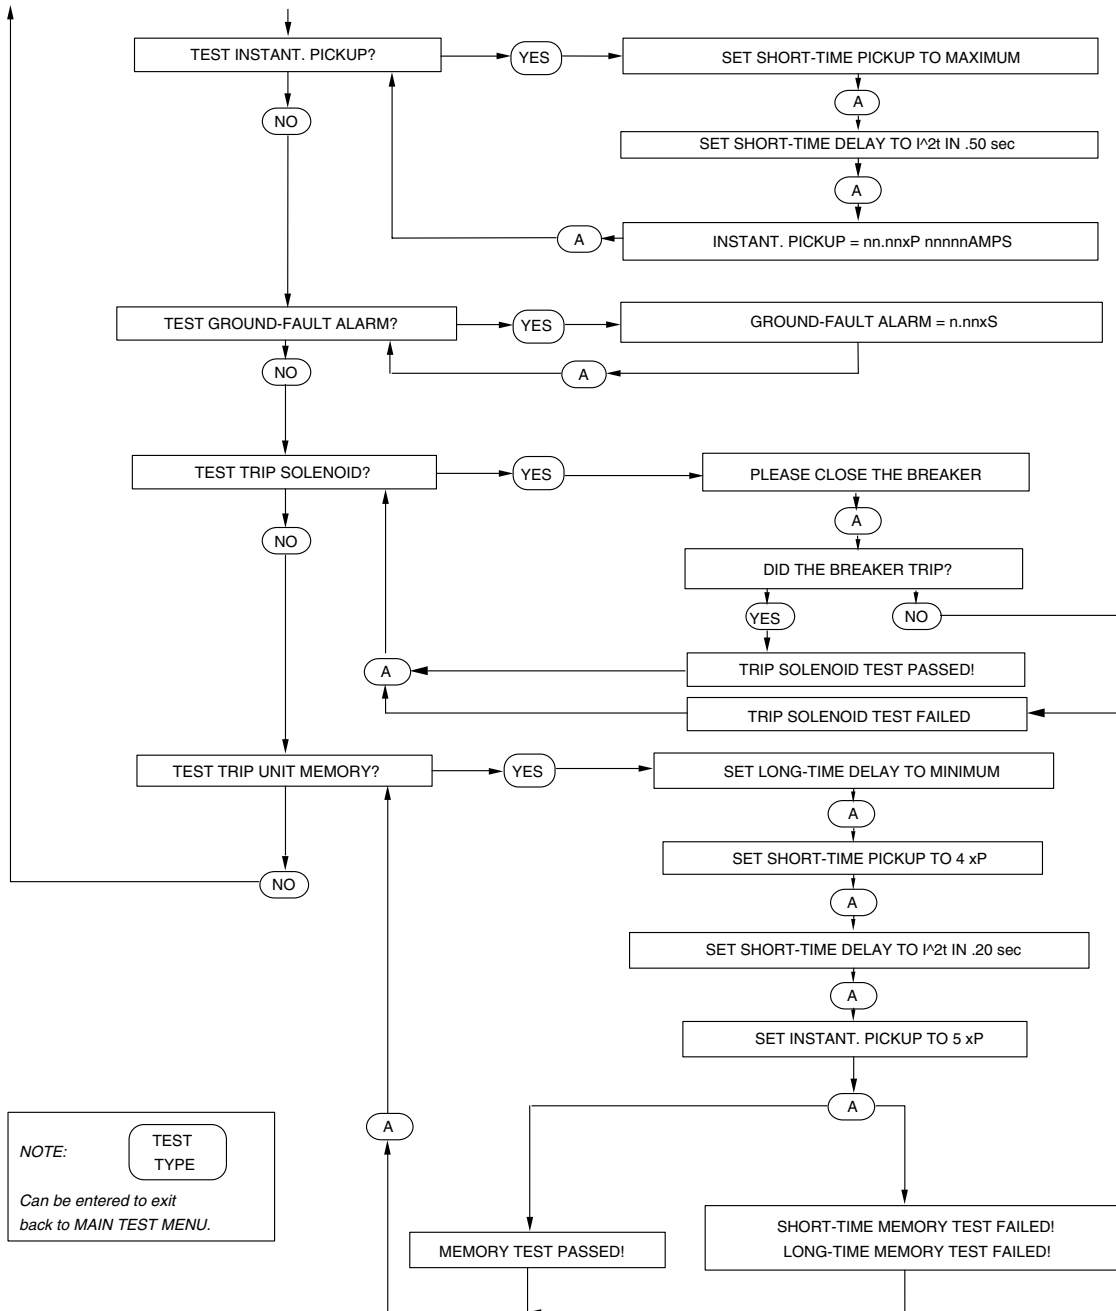 TEST INSTANT. PICKUP?
YES
SET SHORT-TIME PICKUP TO MAXIMUM
A
NO
SET SHORT-TIME DELAY TO I^2t IN .50 sec
A
A
INSTANT. PICKUP = nn.nnxP nnnnnAMPS
TEST GROUND-FAULT ALARM?
YES
GROUND-FAULT ALARM = n.nnxS
NO
A
TEST TRIP SOLENOID?
YES
PLEASE CLOSE THE BREAKER
A
NO
DID THE BREAKER TRIP?
YES
NO
A
TRIP SOLENOID TEST PASSED!
TRIP SOLENOID TEST FAILED
TEST TRIP UNIT MEMORY?
YES
SET LONG-TIME DELAY TO MINIMUM
A
SET SHORT-TIME PICKUP TO 4 xP
NO
A
SET SHORT-TIME DELAY TO I^2t IN .20 sec
A
SET INSTANT. PICKUP TO 5 xP
A
A
NOTE:
TEST
TYPE
Can be entered to exit
back to MAIN TEST MENU.
MEMORY TEST PASSED!
SHORT-TIME MEMORY TEST FAILED!
LONG-TIME MEMORY TEST FAILED!